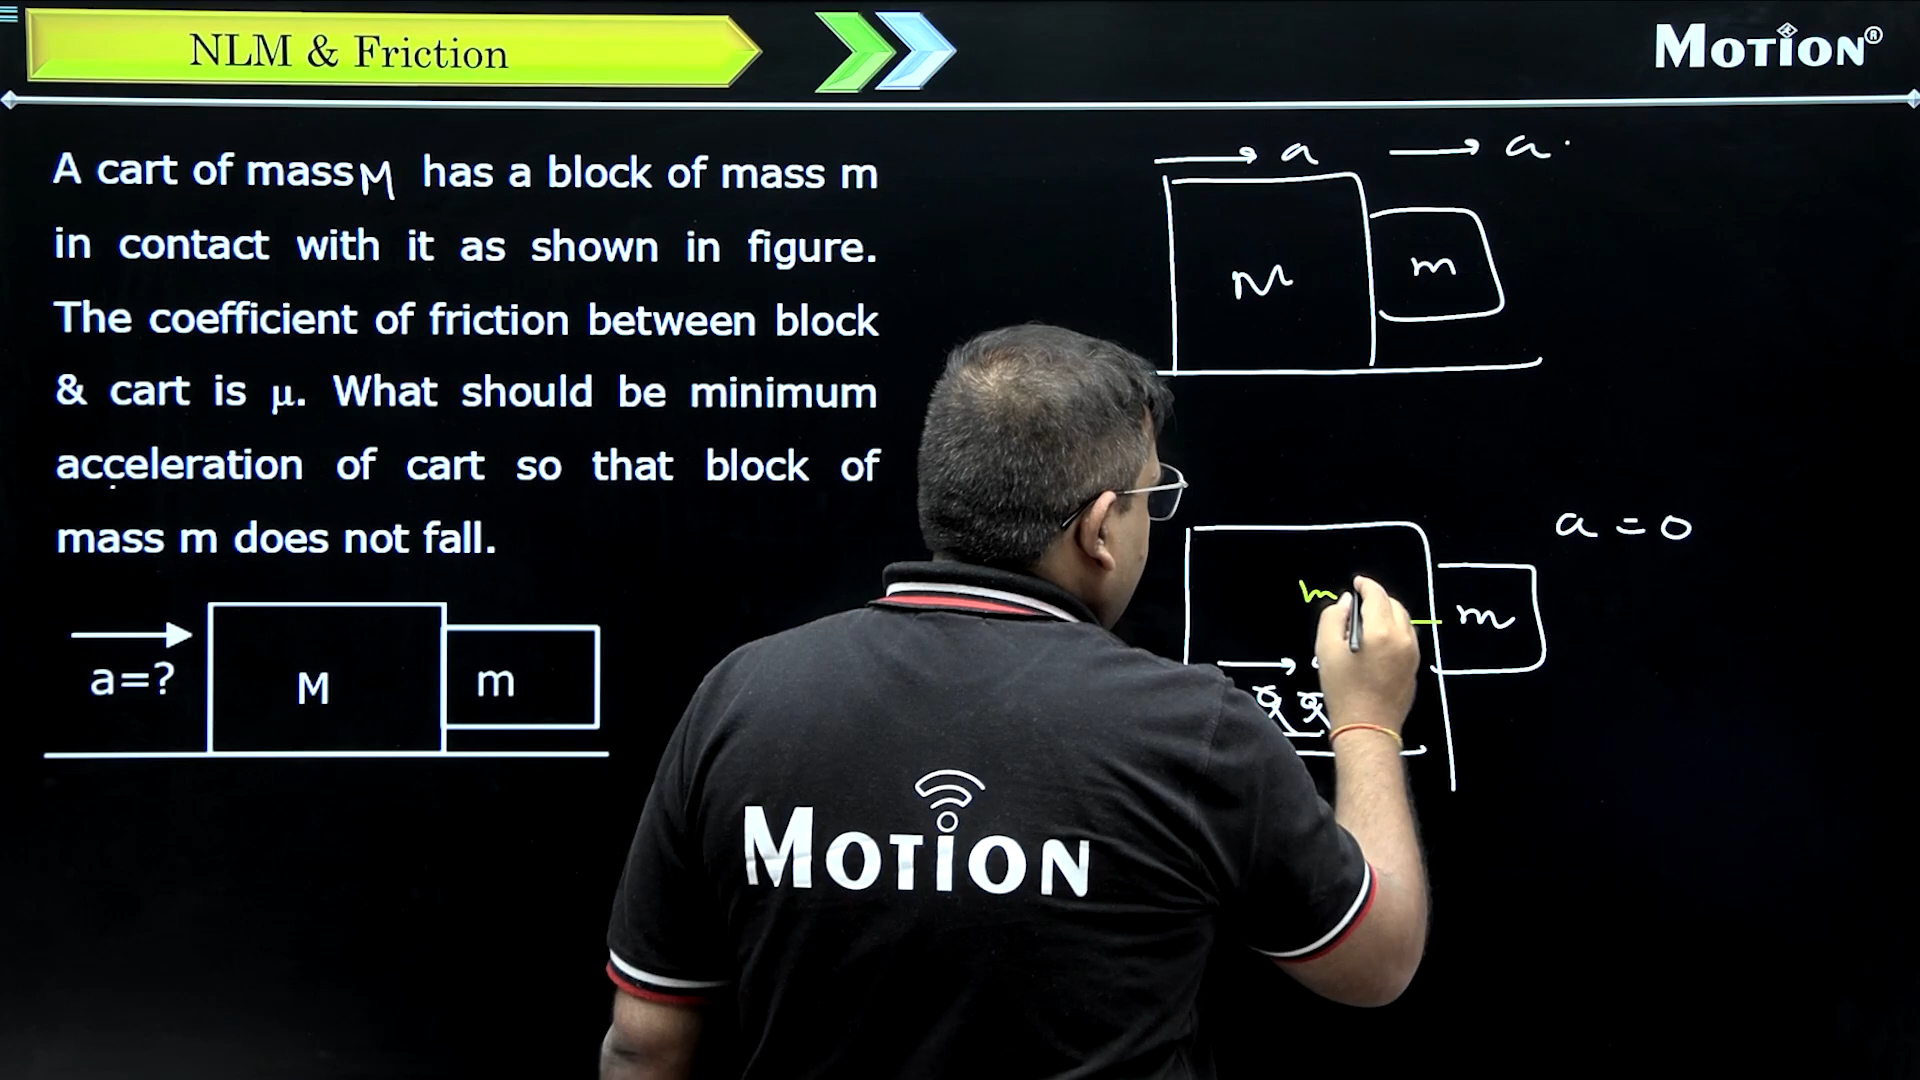 NLM & Friction
MOTION®
A cart of mass M has a block of mass m
in contact with it as shown in figure.
The coefficient of friction between block
& cart is μ. What should be minimum
acceleration of cart so that block of
mass m does not fall.
a=?
M
m
a
a
M
m
a = 0
m
m
MOTION